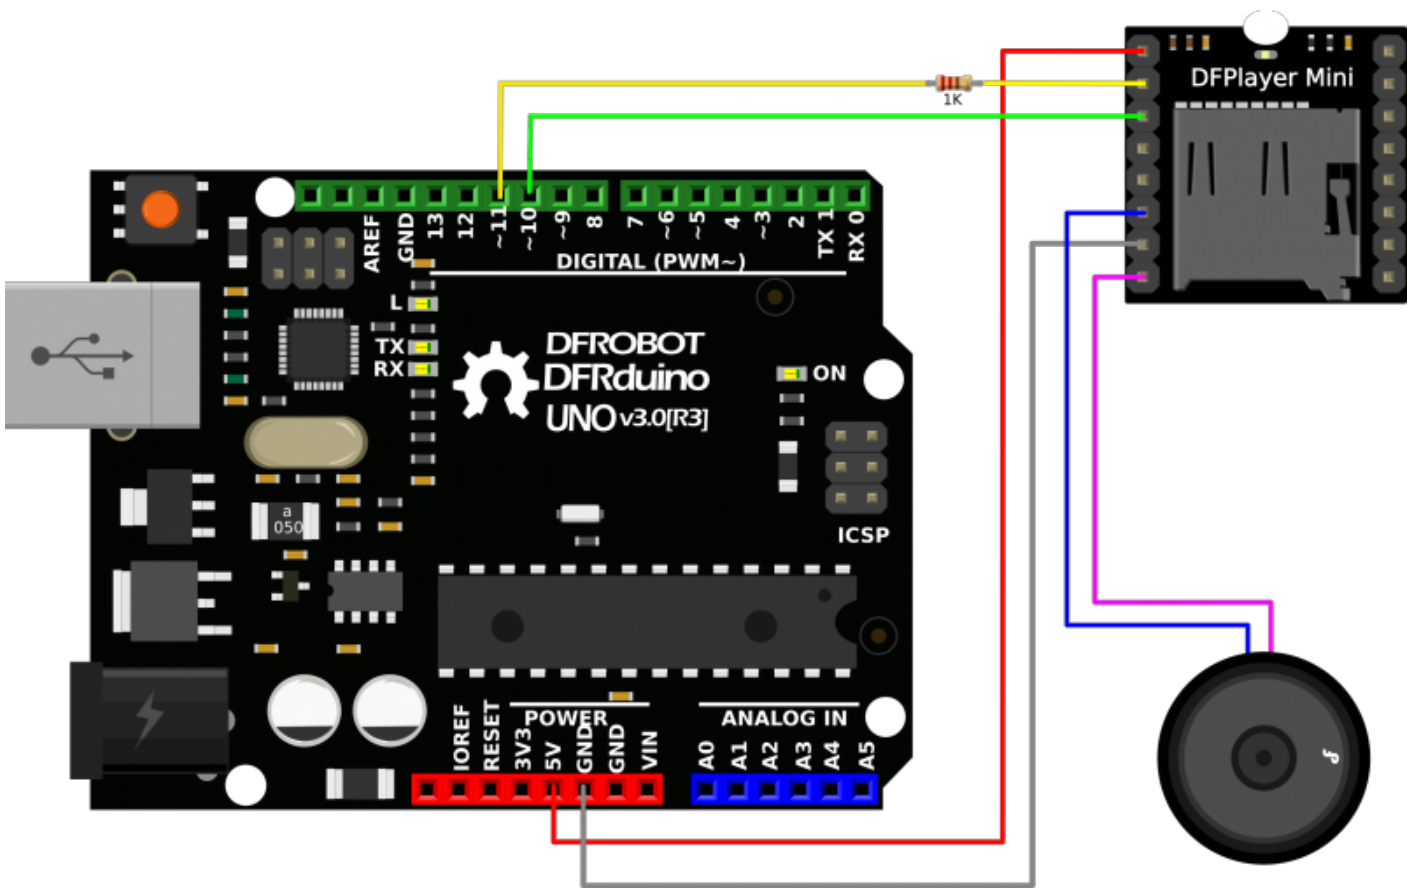 DFPlayer Mini
1K
AREF
GND
13
12
~11
~10
~9
8
7
~6
~5
4
~3
2
TX 1
RX 0
DIGITAL (PWM~)
L
TX
RX
DFROBOT
DFRduino
UNO v3.0[R3]
ON
ICSP
a
050
POWER
ANALOG IN
IOREF
RESET
3V3
5V
GND
GND
VIN
A0
A1
A2
A3
A4
A5